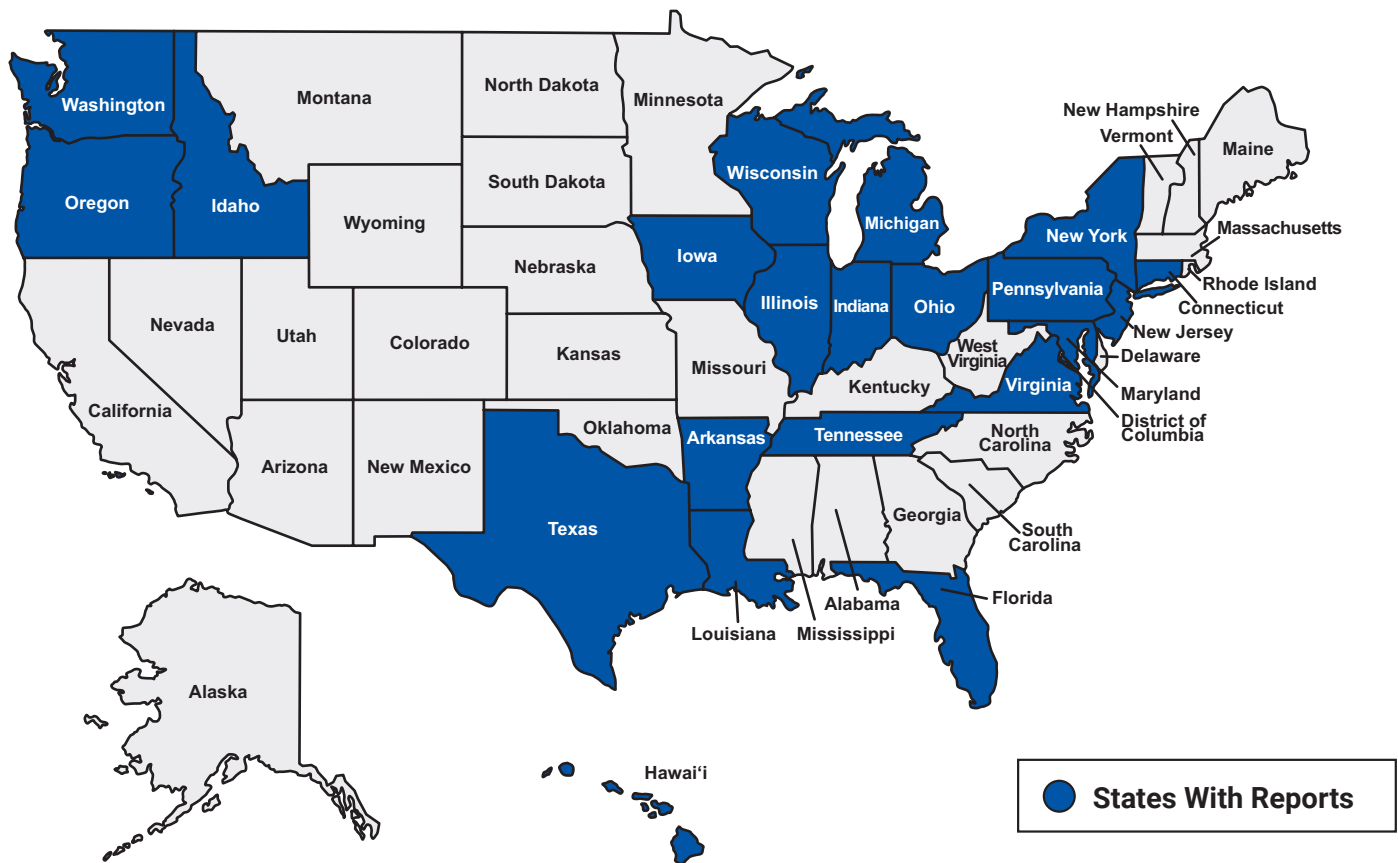 Washington
Montana
North Dakota
Minnesota
New Hampshire
Vermont
Maine
Oregon
Idaho
Wyoming
South Dakota
Wisconsin
Michigan
New York
Massachusetts
Rhode Island
Connecticut
Nebraska
Iowa
Illinois
Indiana
Ohio
Pennsylvania
New Jersey
Delaware
Nevada
Utah
Colorado
Kansas
Missouri
West
Virginia
Kentucky
Virginia
Maryland
District of
Columbia
California
Arizona
New Mexico
Oklahoma
Arkansas
Tennessee
North
Carolina
Texas
Georgia
South
Carolina
Louisiana
Mississippi
Alabama
Florida
Alaska
Hawaiʻi
States With Reports